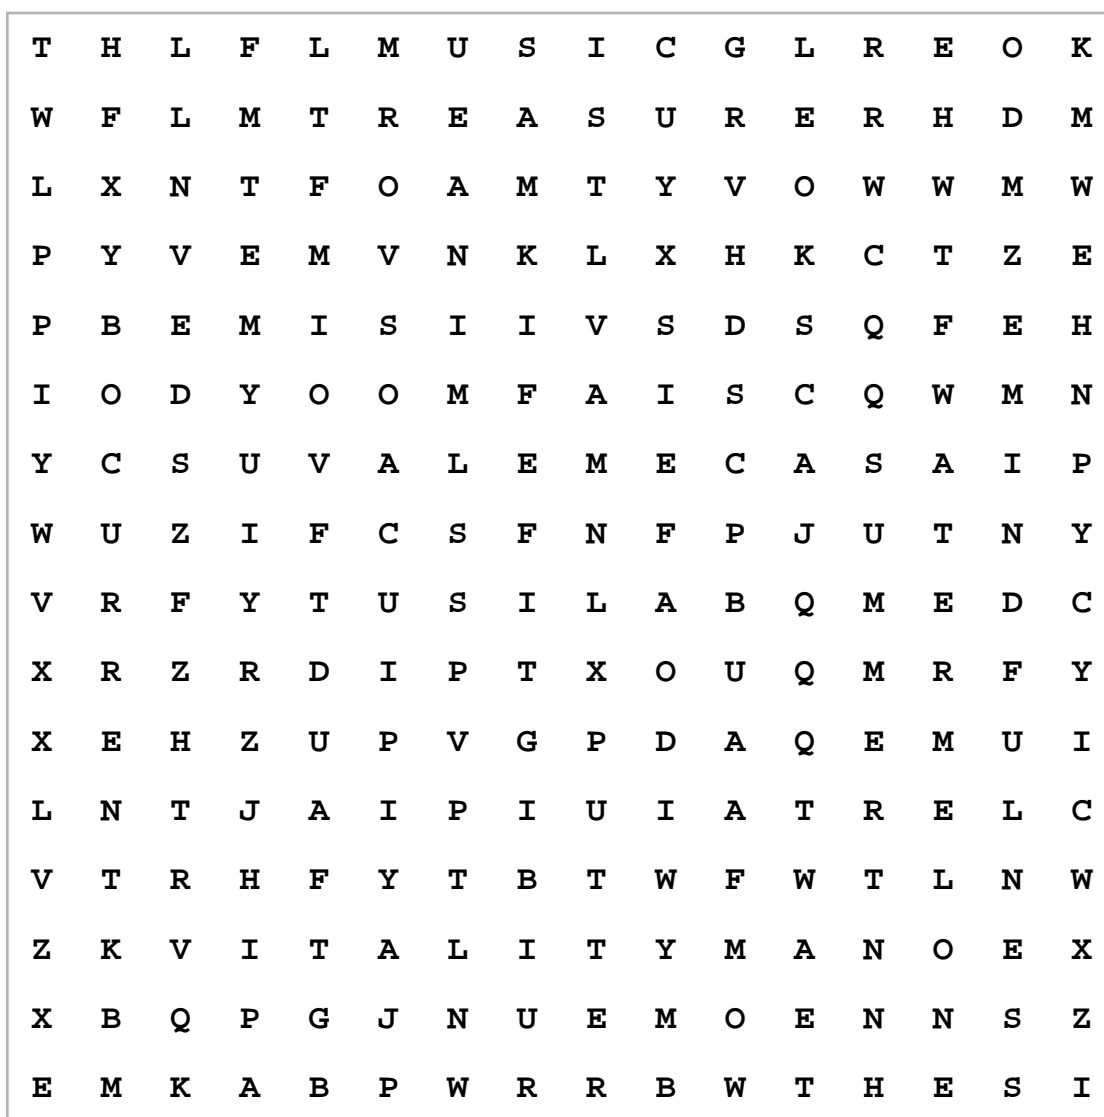 T H L F L M U S I C G L R E O K
W F L M T R E A S U R E R H D M
L X N T F O A M T Y V O W W M W
P Y V E M V N K L X H K C T Z E
P B E M I S I I V S D S Q F E H
I O D Y O O M F A I S C Q W M N
Y C S U V A L E M E C A S A I P
W U Z I F C S F N F P J U T N Y
V R F Y T U S I L A B Q M E D C
X R Z R D I P T X O U Q M R F Y
X E H Z U P V G P D A Q E M U I
L N T J A I P I U I A T R E L C
V T R H F Y T B T W F W T L N W
Z K V I T A L I T Y M A N O E X
X B Q P G J N U E M O E N N S Z
E M K A B P W R R B W T H E S I